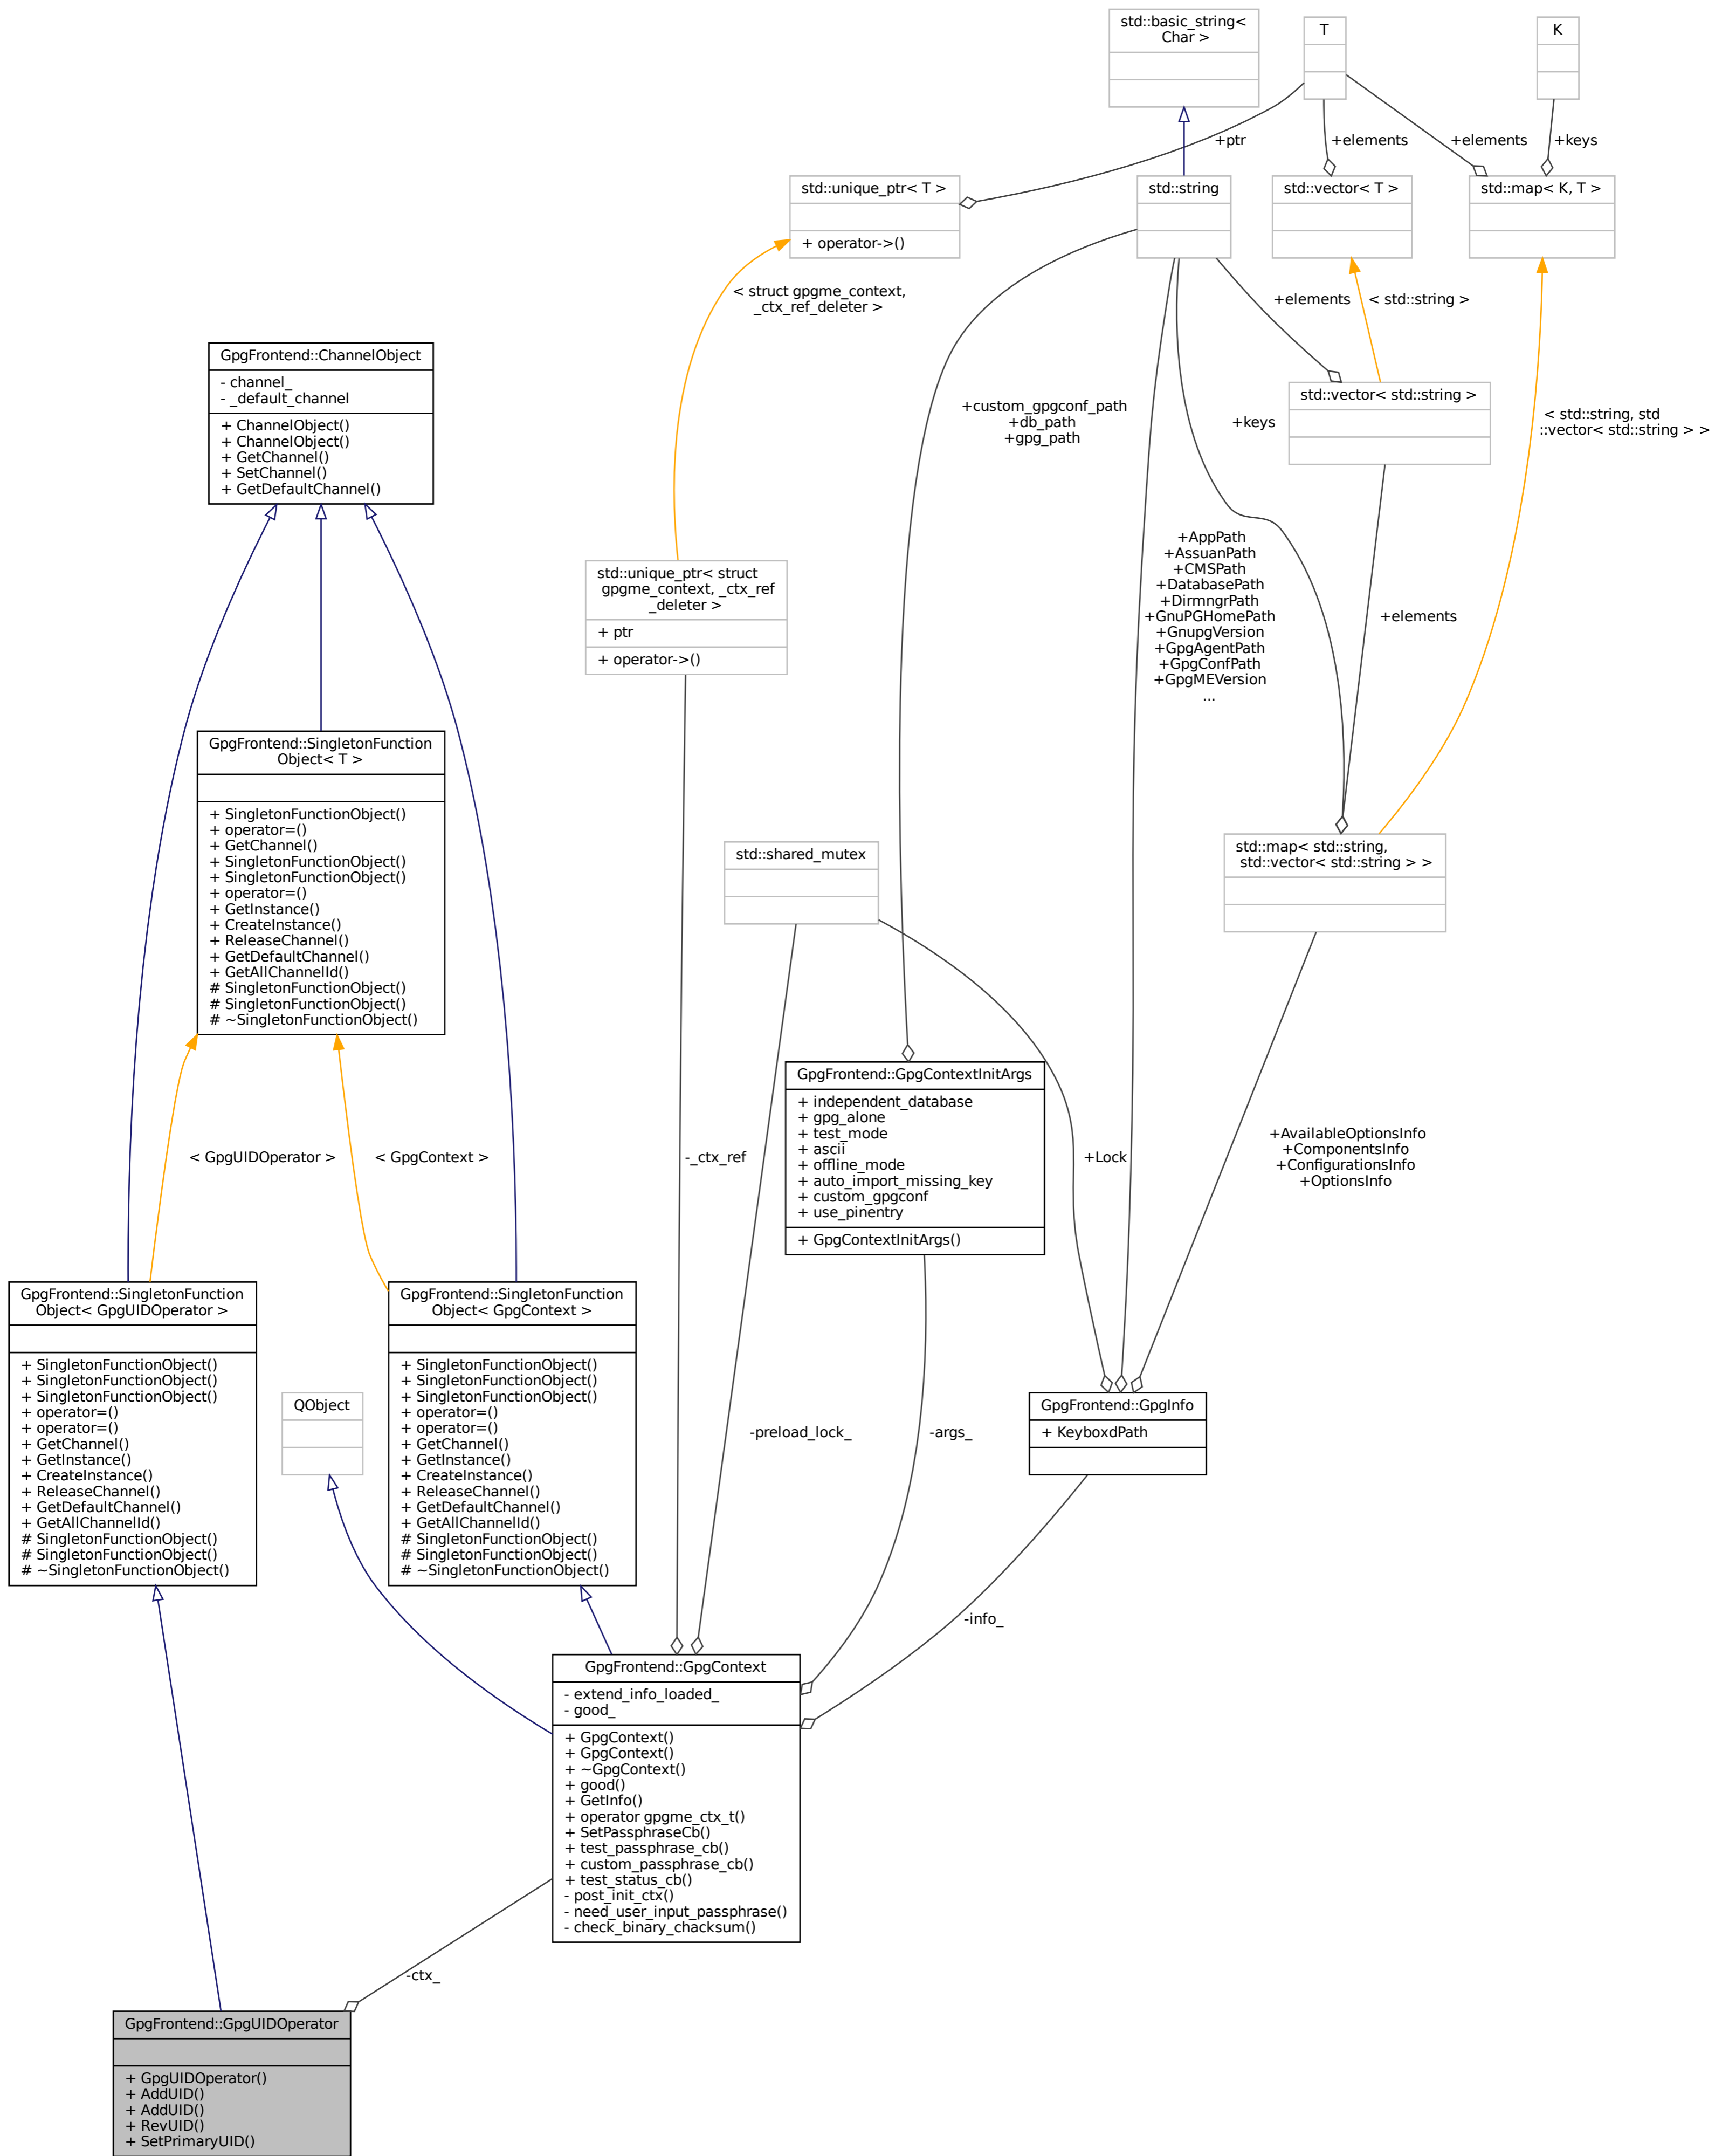 std::basic_string<
Char >
T
K
+ptr
+elements
+elements
+keys
std::unique_ptr< T >
+ operator->()
std::string
std::vector< T >
std::map< K, T >
< struct gpgme_context,
_ctx_ref_deleter >
+elements
< std::string >
GpgFrontend::ChannelObject
- channel_
- _default_channel
+ ChannelObject()
+ ChannelObject()
+ GetChannel()
+ SetChannel()
+ GetDefaultChannel()
+custom_gpgconf_path
+db_path
+gpg_path
+keys
std::vector< std::string >
< std::string, std
::vector< std::string > >
std::unique_ptr< struct
gpgme_context, _ctx_ref
_deleter >
+ ptr
+ operator->()
+AppPath
+AssuanPath
+CMSPath
+DatabasePath
+DirmngrPath
+GnuPGHomePath
+GnupgVersion
+GpgAgentPath
+GpgConfPath
+GpgMEVersion
...
+elements
GpgFrontend::SingletonFunction
Object< T >
+ SingletonFunctionObject()
+ operator=()
+ GetChannel()
+ SingletonFunctionObject()
+ SingletonFunctionObject()
+ operator=()
+ GetInstance()
+ CreateInstance()
+ ReleaseChannel()
+ GetDefaultChannel()
+ GetAllChannelId()
# SingletonFunctionObject()
# SingletonFunctionObject()
# ~SingletonFunctionObject()
std::shared_mutex
std::map< std::string,
std::vector< std::string > >
< GpgUIDOperator >
< GpgContext >
-_ctx_ref
GpgFrontend::GpgContextInitArgs
+ independent_database
+ gpg_alone
+ test_mode
+ ascii
+ offline_mode
+ auto_import_missing_key
+ custom_gpgconf
+ use_pinentry
+ GpgContextInitArgs()
+Lock
+AvailableOptionsInfo
+ComponentsInfo
+ConfigurationsInfo
+OptionsInfo
GpgFrontend::SingletonFunction
Object< GpgUIDOperator >
+ SingletonFunctionObject()
+ SingletonFunctionObject()
+ SingletonFunctionObject()
+ operator=()
+ operator=()
+ GetChannel()
+ GetInstance()
+ CreateInstance()
+ ReleaseChannel()
+ GetDefaultChannel()
+ GetAllChannelId()
# SingletonFunctionObject()
# SingletonFunctionObject()
# ~SingletonFunctionObject()
QObject
GpgFrontend::SingletonFunction
Object< GpgContext >
+ SingletonFunctionObject()
+ SingletonFunctionObject()
+ SingletonFunctionObject()
+ operator=()
+ operator=()
+ GetChannel()
+ GetInstance()
+ CreateInstance()
+ ReleaseChannel()
+ GetDefaultChannel()
+ GetAllChannelId()
# SingletonFunctionObject()
# SingletonFunctionObject()
# ~SingletonFunctionObject()
-preload_lock_
-args_
GpgFrontend::GpgInfo
+ KeyboxdPath
-info_
GpgFrontend::GpgContext
- extend_info_loaded_
- good_
+ GpgContext()
+ GpgContext()
+ ~GpgContext()
+ good()
+ GetInfo()
+ operator gpgme_ctx_t()
+ SetPassphraseCb()
+ test_passphrase_cb()
+ custom_passphrase_cb()
+ test_status_cb()
- post_init_ctx()
- need_user_input_passphrase()
- check_binary_chacksum()
-ctx_
GpgFrontend::GpgUIDOperator
+ GpgUIDOperator()
+ AddUID()
+ AddUID()
+ RevUID()
+ SetPrimaryUID()